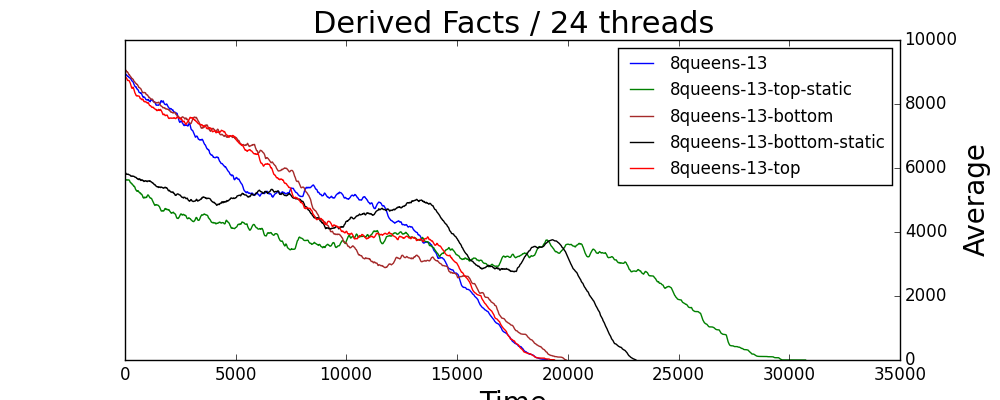 Derived Facts / 24 threads
8queens-13
8queens-13-top-static
8queens-13-bottom
8queens-13-bottom-static
8queens-13-top
10000
8000
6000
4000
2000
0
Average
0 5000 10000 15000 20000 25000 30000 35000
Time